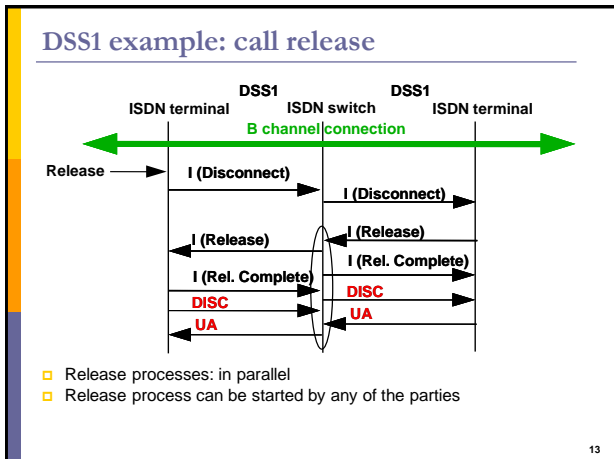 DSS1 example: call release
DSS1 DSS1
ISDN terminal ISDN switch ISDN terminal
B channel connection
Release
I (Disconnect)
I (Disconnect)
I (Release) I (Release)
I (Rel. Complete) I (Rel. Complete)
DISC DISC
UA UA
Release processes: in parallel
Release process can be started by any of the parties
13